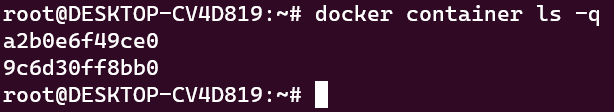 root@DESKTOP-CV4D819:~# docker container ls -q
a2b0e6f49ce0
9c6d30ff8bb0
root@DESKTOP-CV4D819:~#